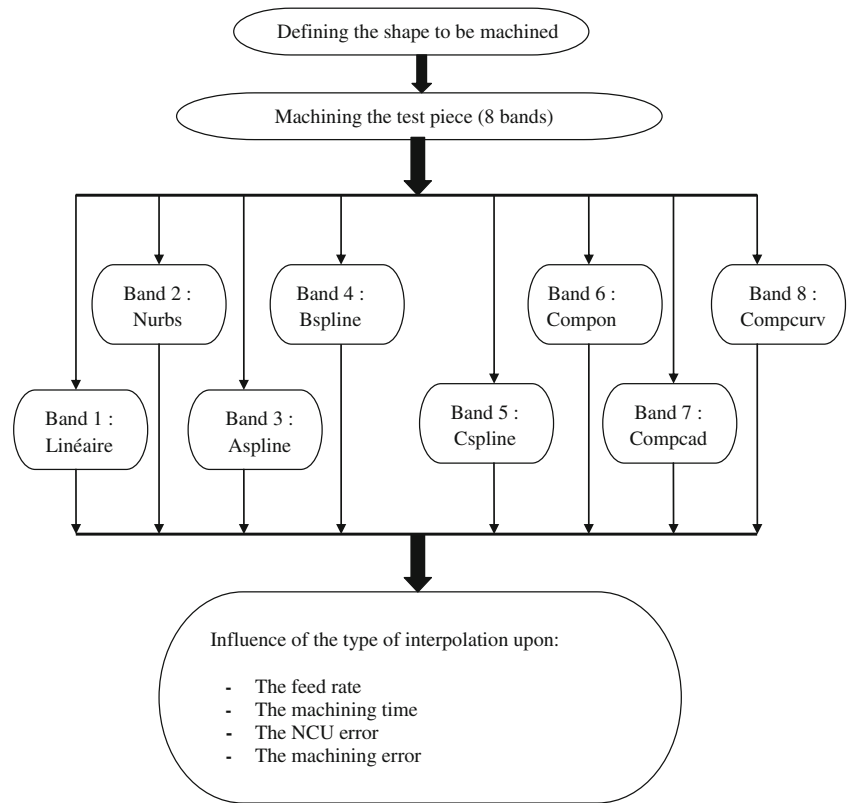 Defining the shape to be machined
Machining the test piece (8 bands)
Band 2 :
Nurbs
Band 4 :
Bspline
Band 6 :
Compon
Band 8 :
Compcurv
Band 1 :
Linéaire
Band 3 :
Aspline
Band 5 :
Cspline
Band 7 :
Compcad
Influence of the type of interpolation upon:
- The feed rate
- The machining time
- The NCU error
- The machining error